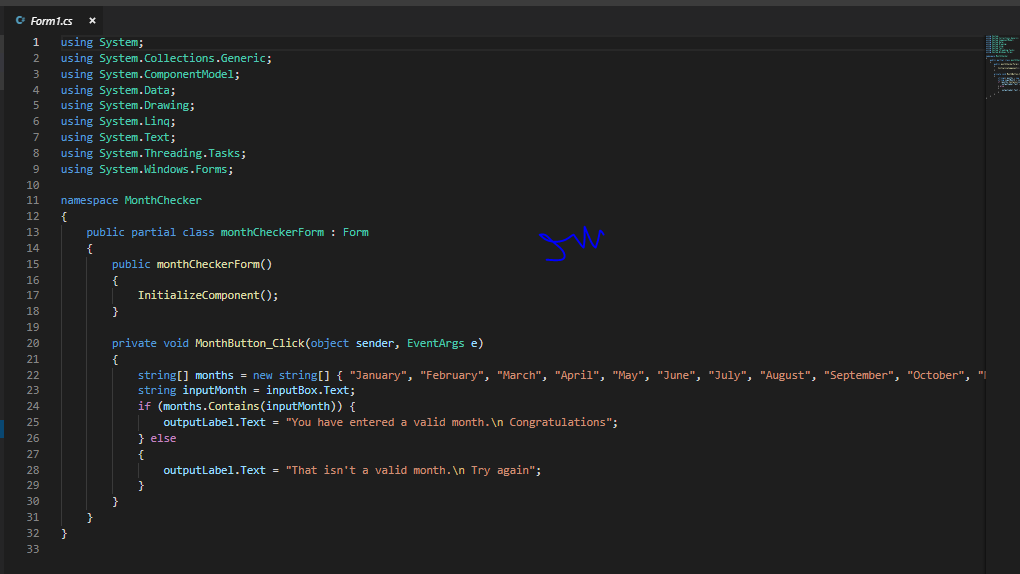 Form1.cs ×
1 using System;
2 using System.Collections.Generic;
3 using System.ComponentModel;
4 using System.Data;
5 using System.Drawing;
6 using System.Linq;
7 using System.Text;
8 using System.Threading.Tasks;
9 using System.Windows.Forms;
10
11 namespace MonthChecker
12 {
13 public partial class monthCheckerForm : Form
14 {
15 public monthCheckerForm()
16 {
17 InitializeComponent();
18 }
19
20 private void MonthButton_Click(object sender, EventArgs e)
21 {
22 string[] months = new string[] { "January", "February", "March", "April", "May", "June", "July", "August", "September", "October", "
23 string inputMonth = inputBox.Text;
24 if (months.Contains(inputMonth)) {
25 outputLabel.Text = "You have entered a valid month.\n Congratulations";
26 } else
27 {
28 outputLabel.Text = "That isn't a valid month.\n Try again";
29 }
30 }
31 }
32 }
33